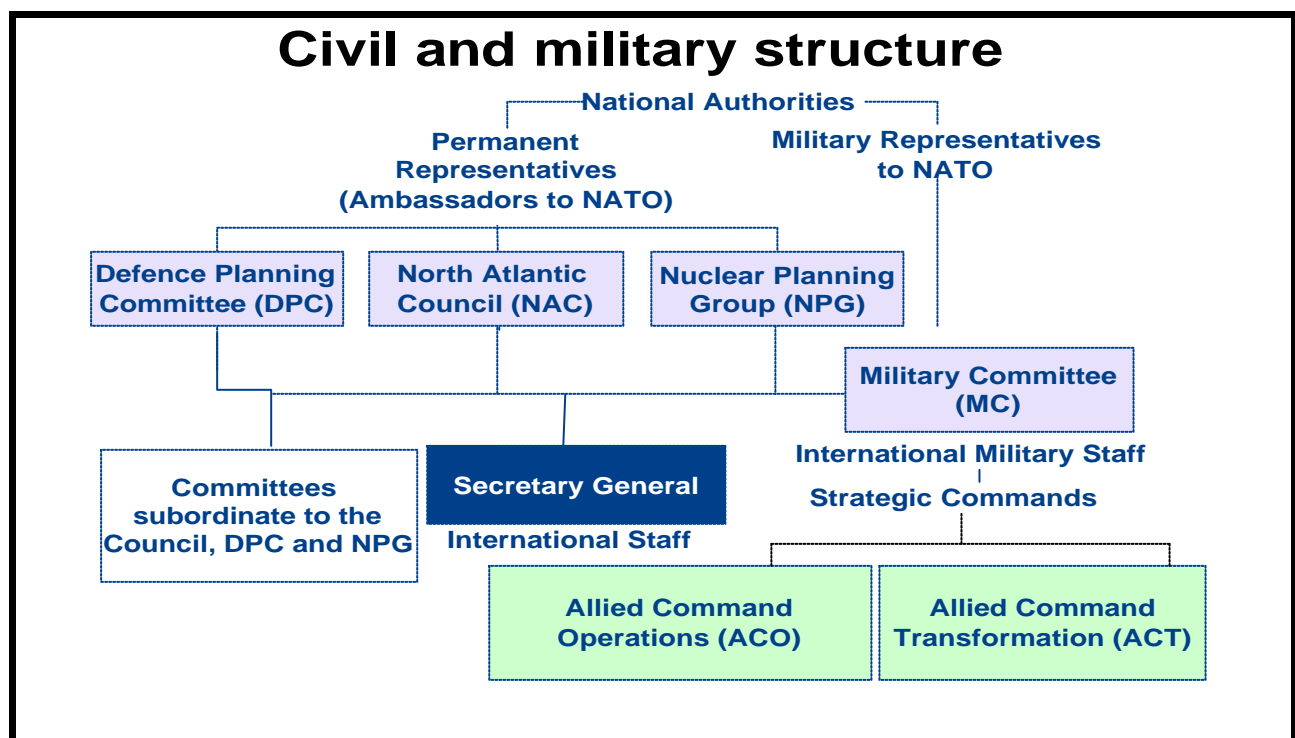 Civil and military structure
National Authorities
Permanent
Representatives
(Ambassadors to NATO)
Military Representatives
to NATO
Defence Planning
Committee (DPC)
North Atlantic
Council (NAC)
Nuclear Planning
Group (NPG)
Military Committee
(MC)
International Military Staff
Strategic Commands
Committees
subordinate to the
Council, DPC and NPG
Secretary General
International Staff
Allied Command
Operations (ACO)
Allied Command
Transformation (ACT)